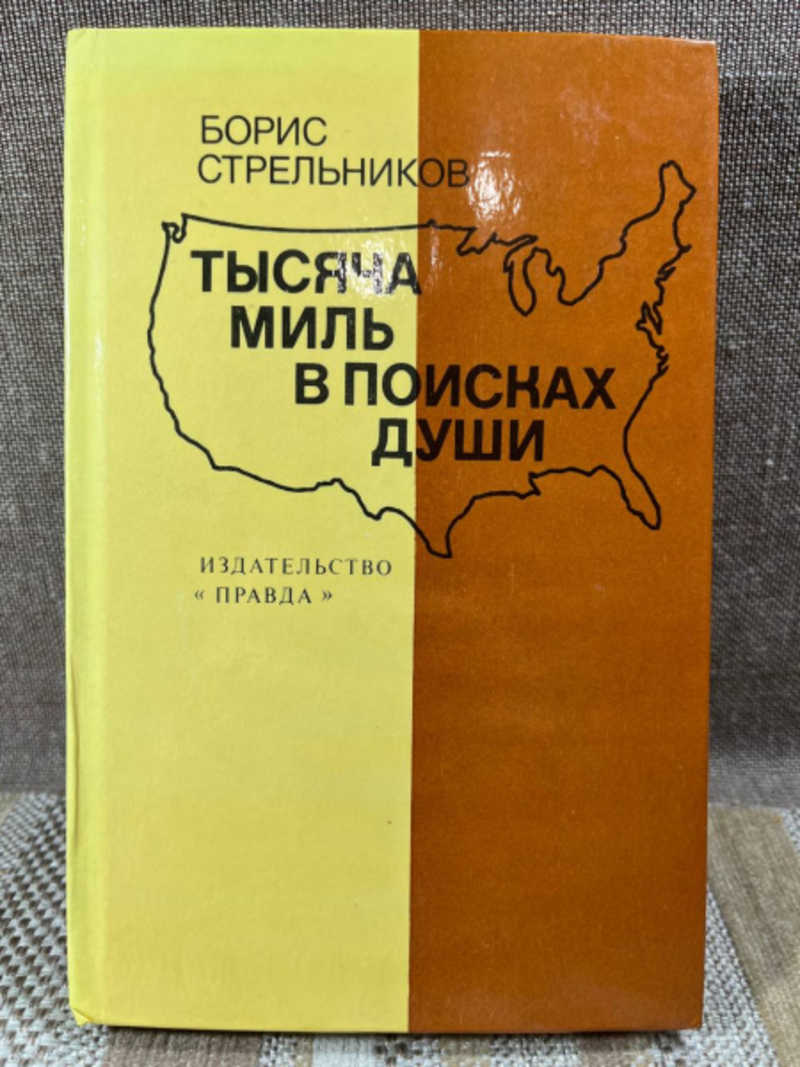 БОРИС
СТРЕЛЬНИКОВ
ТЫСЯЧА
МИЛЬ
В ПОИСКАХ
ДУШИ
ИЗДАТЕЛЬСТВО
« ПРАВДА »